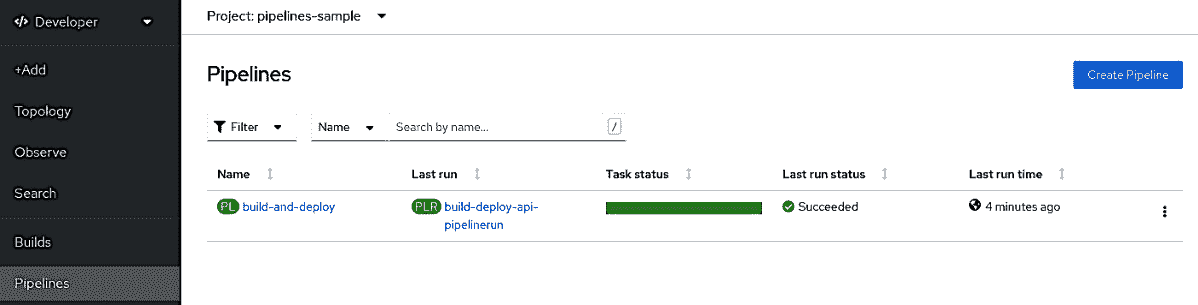 Developer
Project: pipelines-sample
+Add
Topology
Observe
Search
Builds
Pipelines
Pipelines
Create Pipeline
Filter
Name
Search by name...
/
Name Last run Task status Last run status Last run time
PL build-and-deploy PLR build-deploy-api- Succeeded 4 minutes ago
pipelinerun